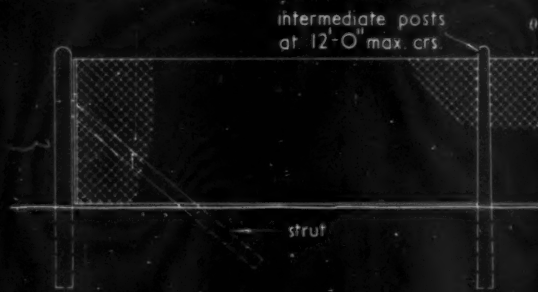 intermediate posts
at 12'-0" max. crs.
strut